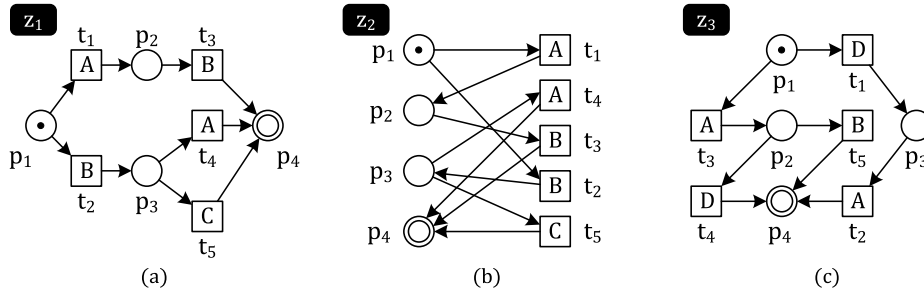 z1 z2 z3
t1 p2 t3 p1 A t1 p1 D
A B A t4 p1 t1
p2
A B t3 A B p3
p1 A p4 p3 t3 p2 t5
t4 B t2
B
t2 p3 C p4 C t5 D A
t5 t4 p4 t2
(a) (b) (c)